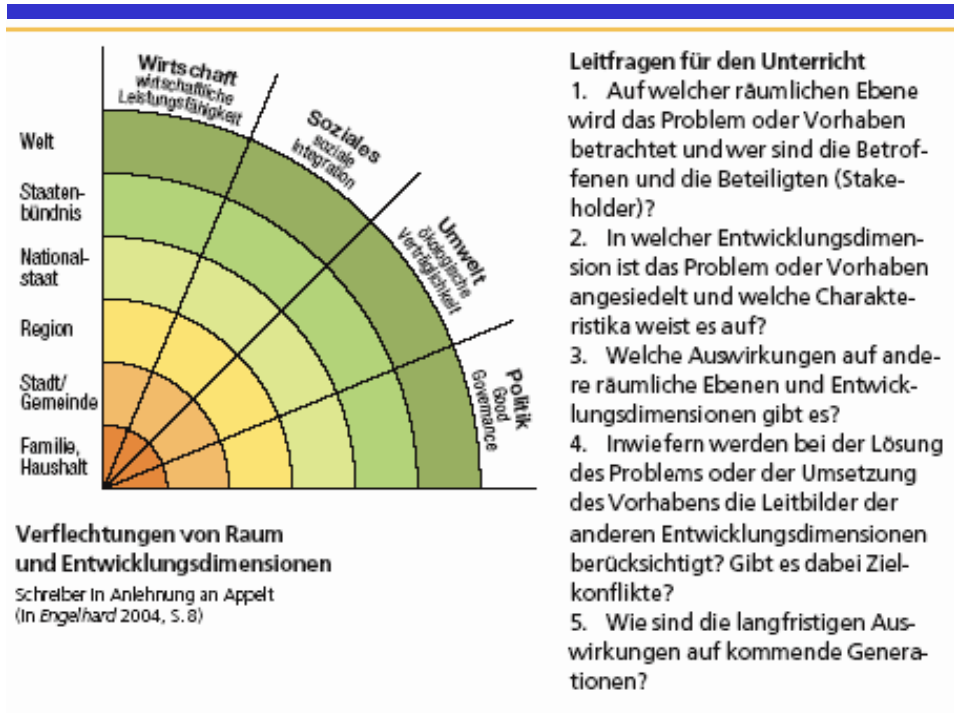 Wirtschaft
wirtschaftliche
Leistungsfähigkeit
Soziales
soziale
Integration
Umwelt
ökologische
Verträglichkeit
Politik
Good
Governance
Welt
Staaten-
bündnis
National-
staat
Region
Stadt/
Gemeinde
Familie,
Haushalt
Verflechtungen von Raum
und Entwicklungsdimensionen
Schreiber in Anlehnung an Appelt
(in Engelhard 2004, S. 8)
Leitfragen für den Unterricht
1. Auf welcher räumlichen Ebene
wird das Problem oder Vorhaben
betrachtet und wer sind die Betrof-
fenen und die Beteiligten (Stake-
holder)?
2. In welcher Entwicklungsdimen-
sion ist das Problem oder Vorhaben
angesiedelt und welche Charakte-
ristika weist es auf?
3. Welche Auswirkungen auf ande-
re räumliche Ebenen und Entwick-
lungsdimensionen gibt es?
4. Inwiefern werden bei der Lösung
des Problems oder der Umsetzung
des Vorhabens die Leitbilder der
anderen Entwicklungsdimensionen
berücksichtigt? Gibt es dabei Ziel-
konflikte?
5. Wie sind die langfristigen Aus-
wirkungen auf kommende Genera-
tionen?